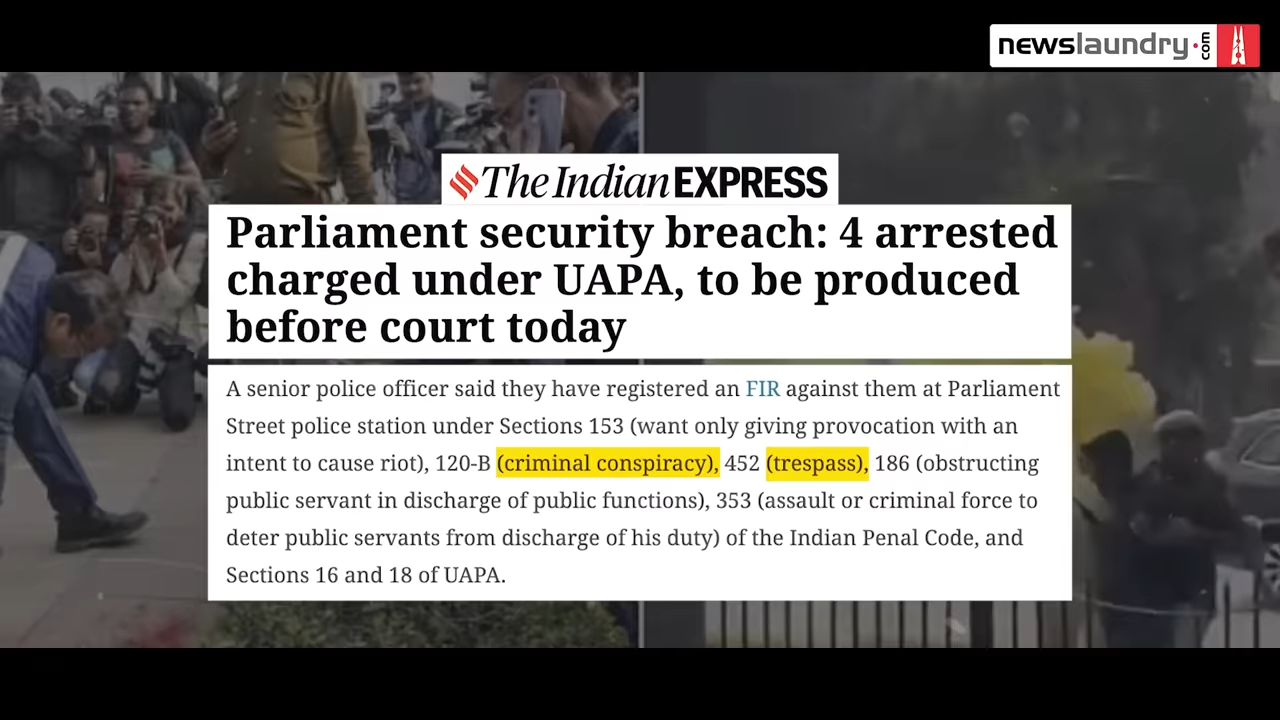 newslaundry.com
The Indian EXPRESS
Parliament security breach: 4 arrested
charged under UAPA, to be produced
before court today
A senior police officer said they have registered an FIR against them at Parliament
Street police station under Sections 153 (want only giving provocation with an
intent to cause riot), 120-B (criminal conspiracy), 452 (trespass), 186 (obstructing
public servant in discharge of public functions), 353 (assault or criminal force to
deter public servants from discharge of his duty) of the Indian Penal Code, and
Sections 16 and 18 of UAPA.